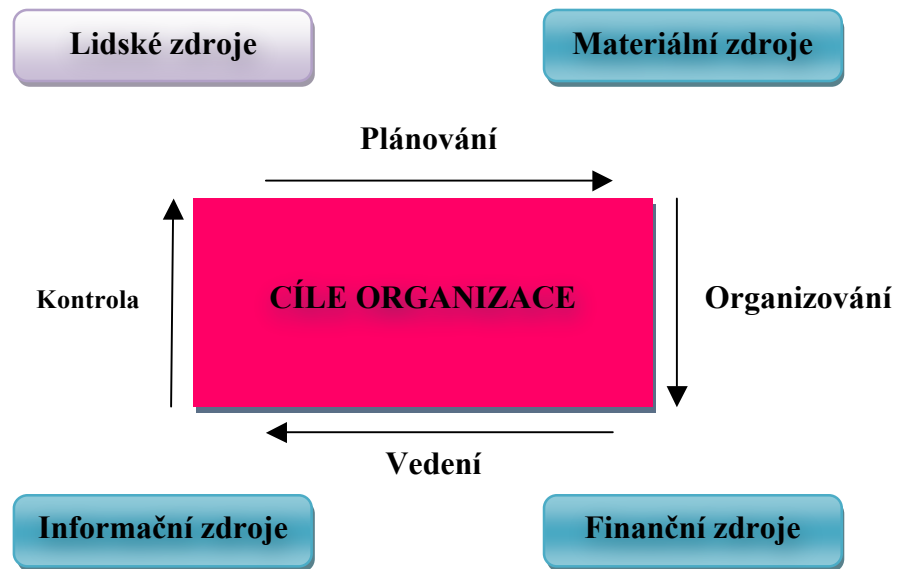 Lidské zdroje
Materiální zdroje
Plánování
Kontrola
CÍLE ORGANIZACE
Organizování
Vedení
Informační zdroje
Finanční zdroje